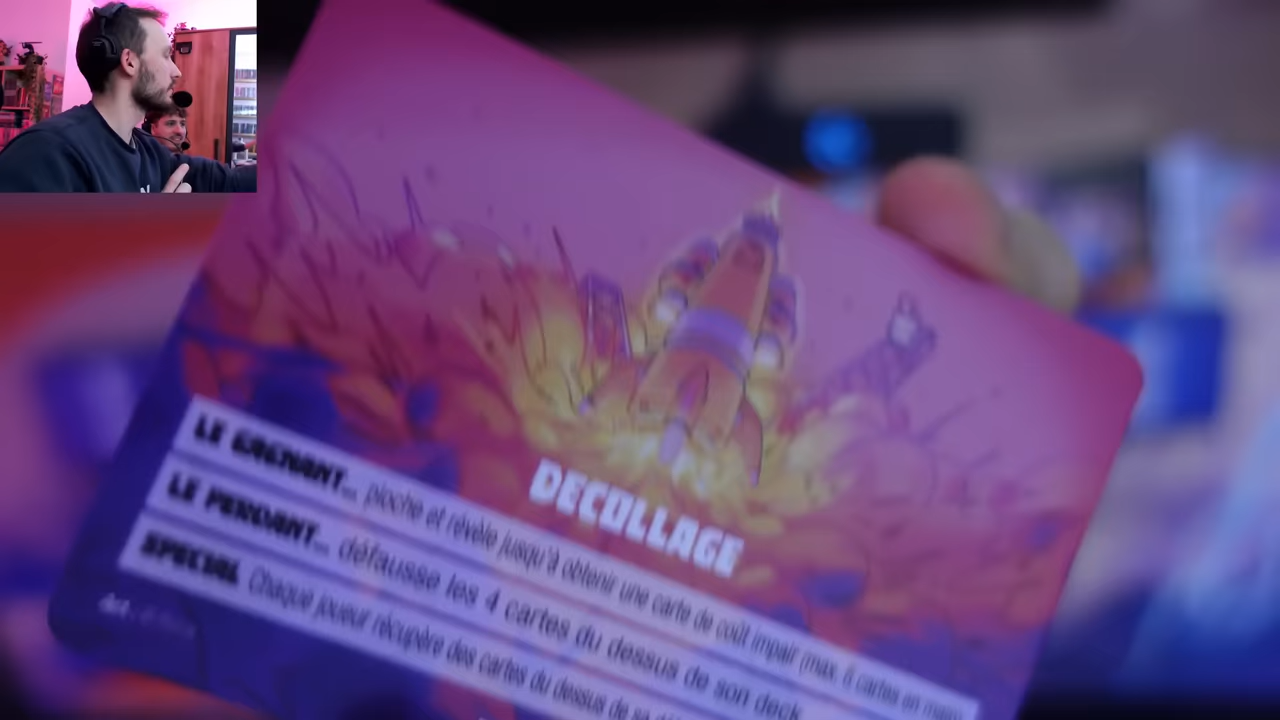 DECOLLAGE
LE GAGNANT... pioche et révèle jusqu'à obtenir une carte de coût impair (max. 6 cartes en main
LE PERDANT... défausse les 4 cartes du dessus de son deck
SPECIAL Chaque joueur récupère des cartes du dessus de sa